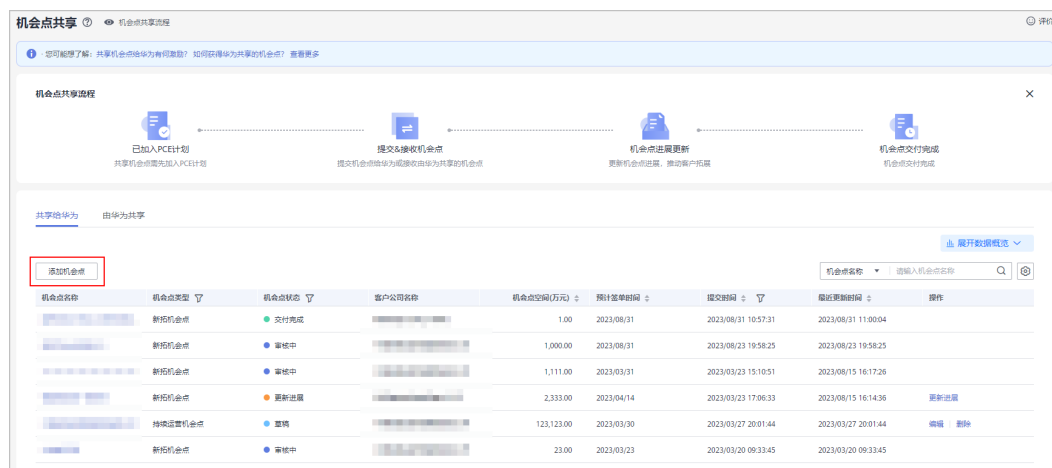 机会点共享 机会点共享流程 评价
您可能想了解：共享机会点给华为有何激励？ 如何获得华为共享的机会点？ 查看更多
机会点共享流程
已加入PCE计划 提交&接收机会点 机会点进展更新 机会点交付完成
共享机会点需先加入PCE计划 提交机会点给华为或接收由华为共享的机会点 更新机会点进展，推动客户拓展 机会点交付完成
共享给华为 由华为共享
展开数据概览
添加机会点 机会点名称 请输入机会点名称
机会点名称 机会点类型 机会点状态 客户公司名称 机会点空间(万元) 预计签单时间 提交时间 最近更新时间 操作
新拓机会点 交付完成 1.00 2023/08/31 2023/08/31 10:57:31 2023/08/31 11:00:04
新拓机会点 审核中 1,000.00 2023/08/31 2023/08/23 19:58:25 2023/08/23 19:58:25
新拓机会点 审核中 1,111.00 2023/03/31 2023/03/23 15:10:51 2023/08/15 16:17:26
新拓机会点 更新进展 2,333.00 2023/04/14 2023/03/23 17:06:33 2023/08/15 16:14:36 更新进展
持续运营机会点 草稿 123,123.00 2023/03/30 2023/03/27 20:01:44 2023/03/27 20:01:44 编辑 删除
新拓机会点 审核中 23.00 2023/03/23 2023/03/20 09:33:45 2023/03/20 09:33:45